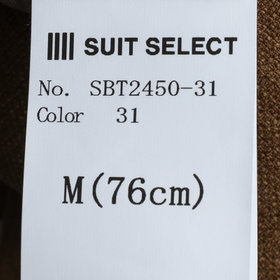 SUIT SELECT
No. SBT2450-31
Color 31
M(76cm)